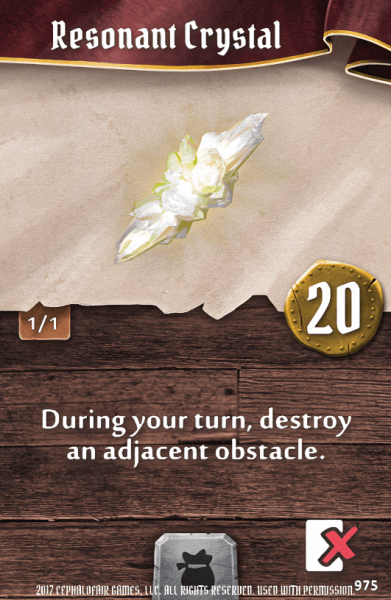 Resonant Crystal
20
1/1
During your turn, destroy
an adjacent obstacle.
2017 CEPHALOFAIR GAMES, LLC. ALL RIGHTS RESERVED. USED WITH PERMISSION.
975